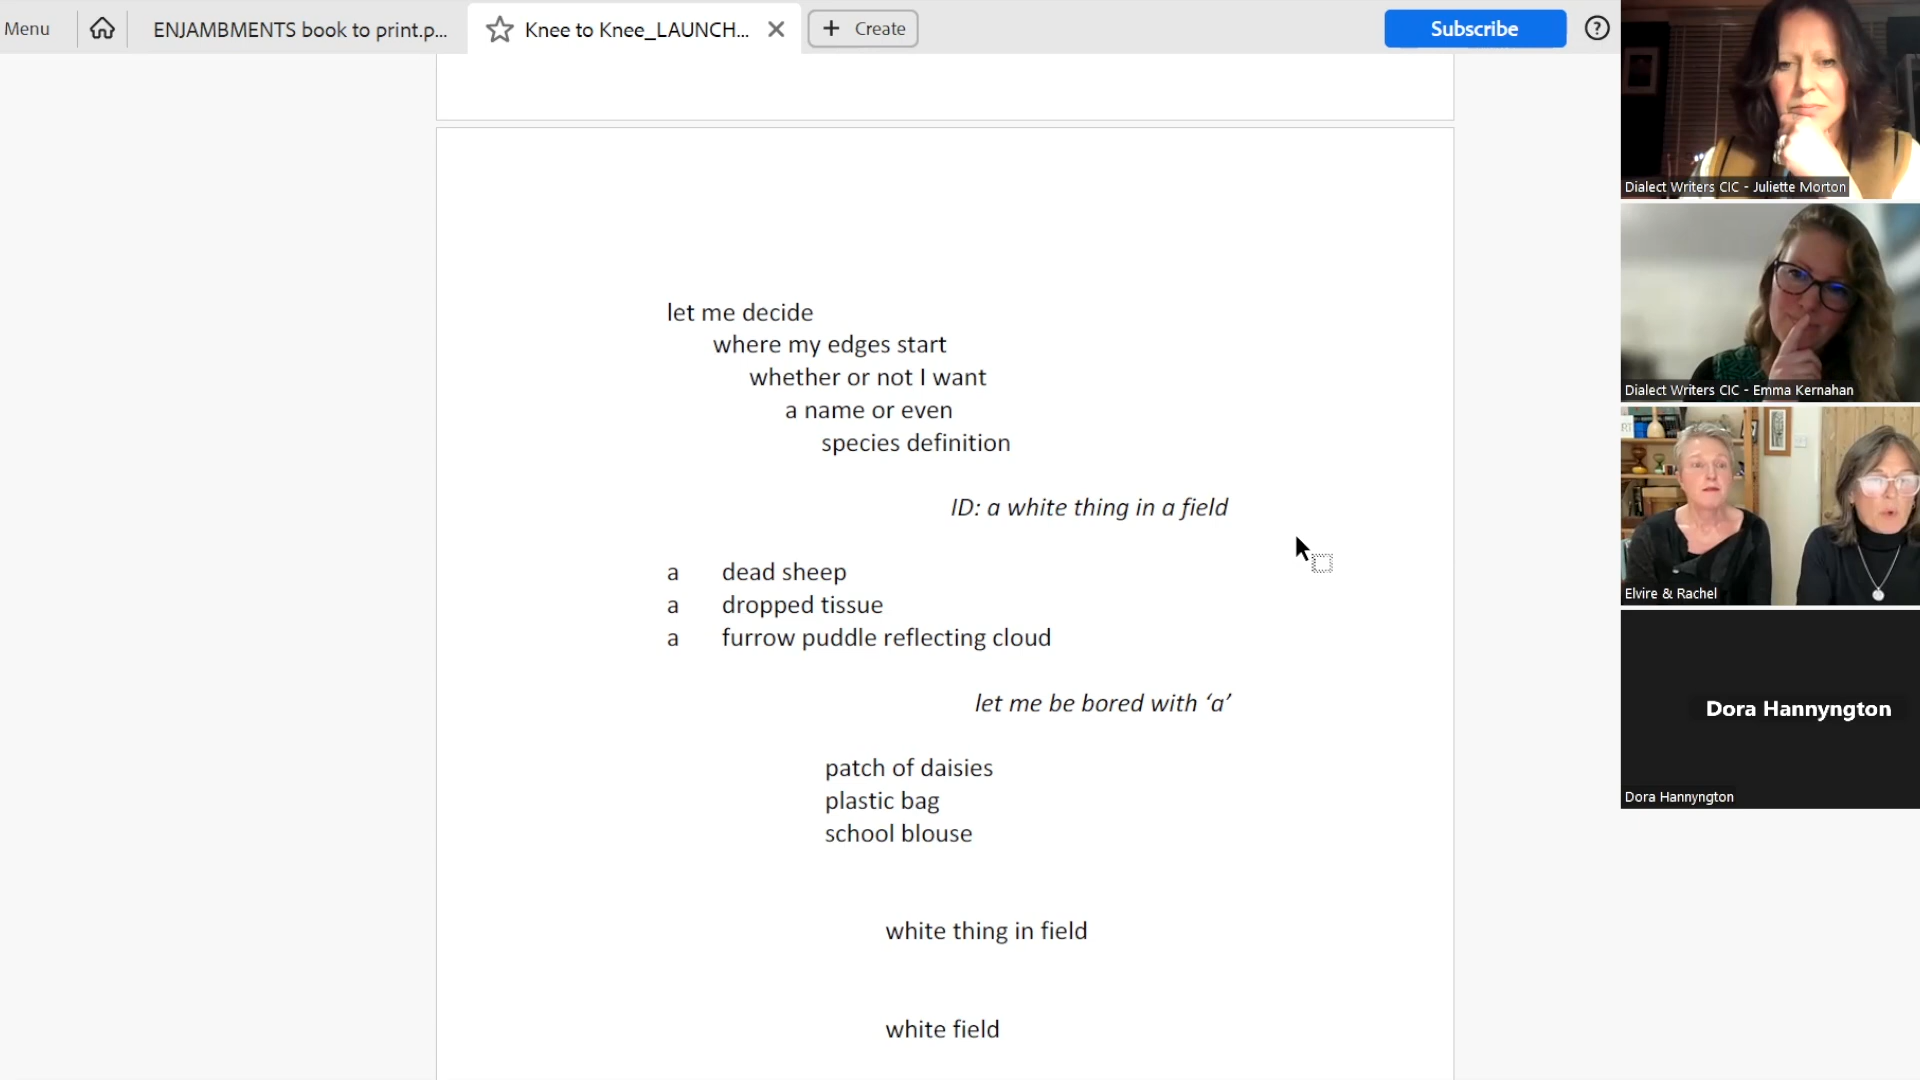 Menu
ENJAMBMENTS book to print.p...
Knee to Knee_LAUNCH...
Create
Subscribe
let me decide
where my edges start
whether or not I want
a name or even
species definition
ID: a white thing in a field
a dead sheep
a dropped tissue
a furrow puddle reflecting cloud
let me be bored with ‘a’
patch of daisies
plastic bag
school blouse
white thing in field
white field
Dialect Writers CIC - Juliette Morton
Dialect Writers CIC - Emma Kernahan
Elvire & Rachel
Dora Hannyngton
Dora Hannyngton